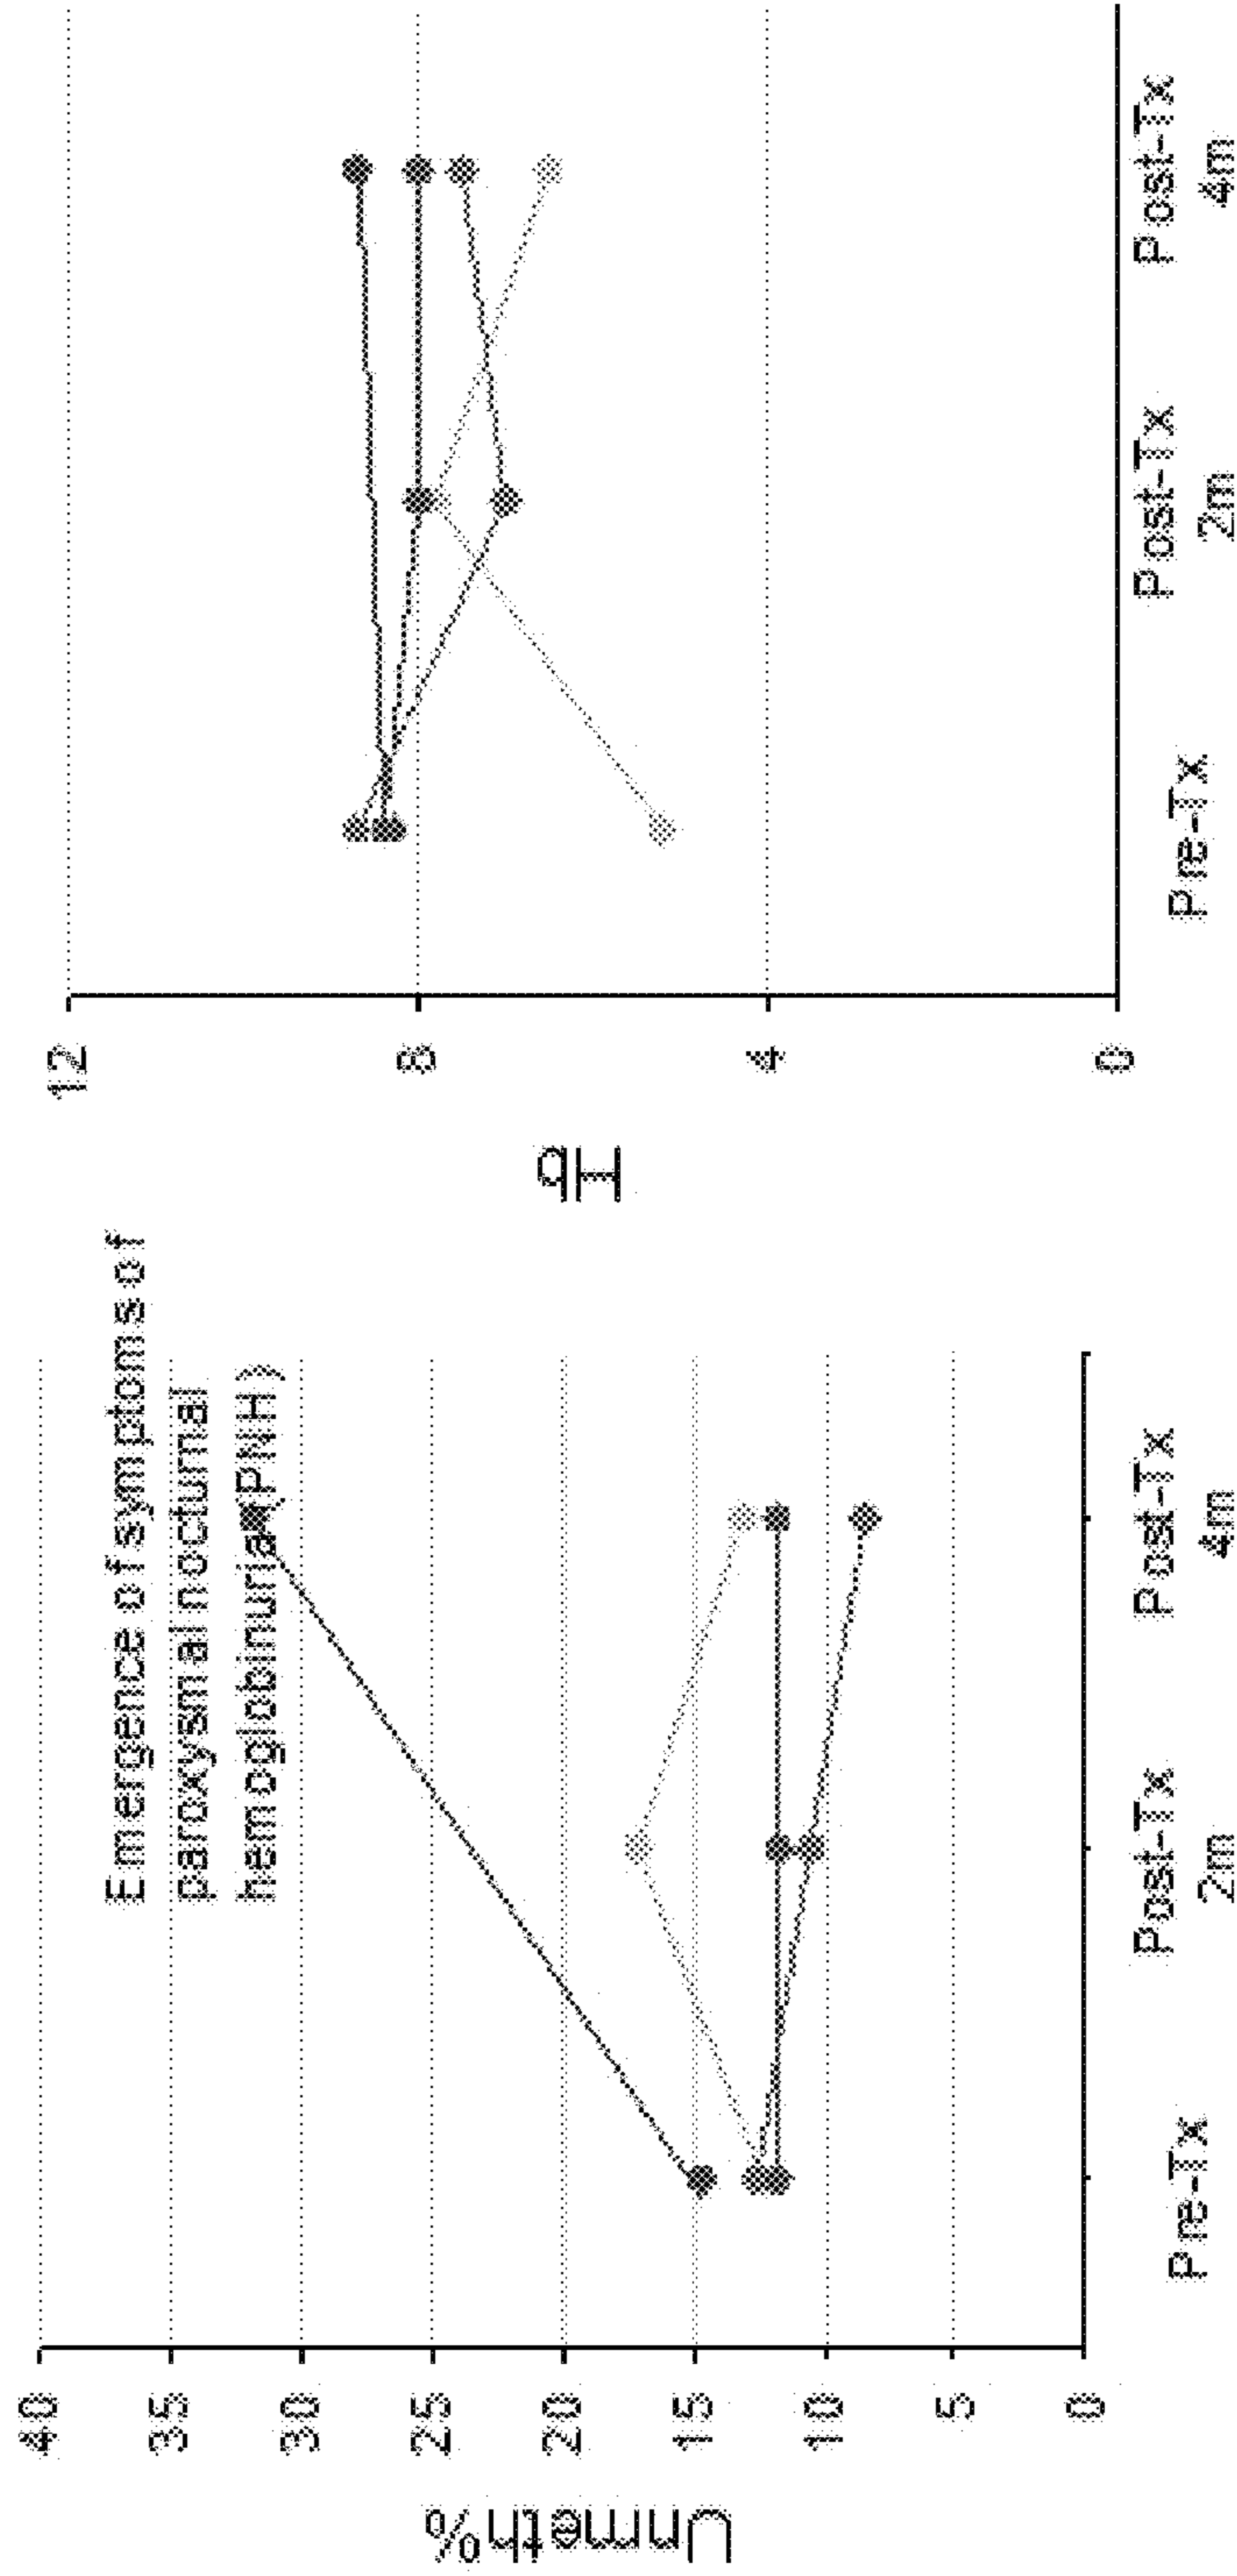 Unmeth%
40
35
30
25
20
15
10
5
0
Emergence of symptoms of
paroxysmal nocturnal
hemoglobinuria (PNH)
Pre-Tx
Post-Tx
2m
Post-Tx
4m
Hb
12
8
4
0
Pre-Tx
Post-Tx
2m
Post-Tx
4m